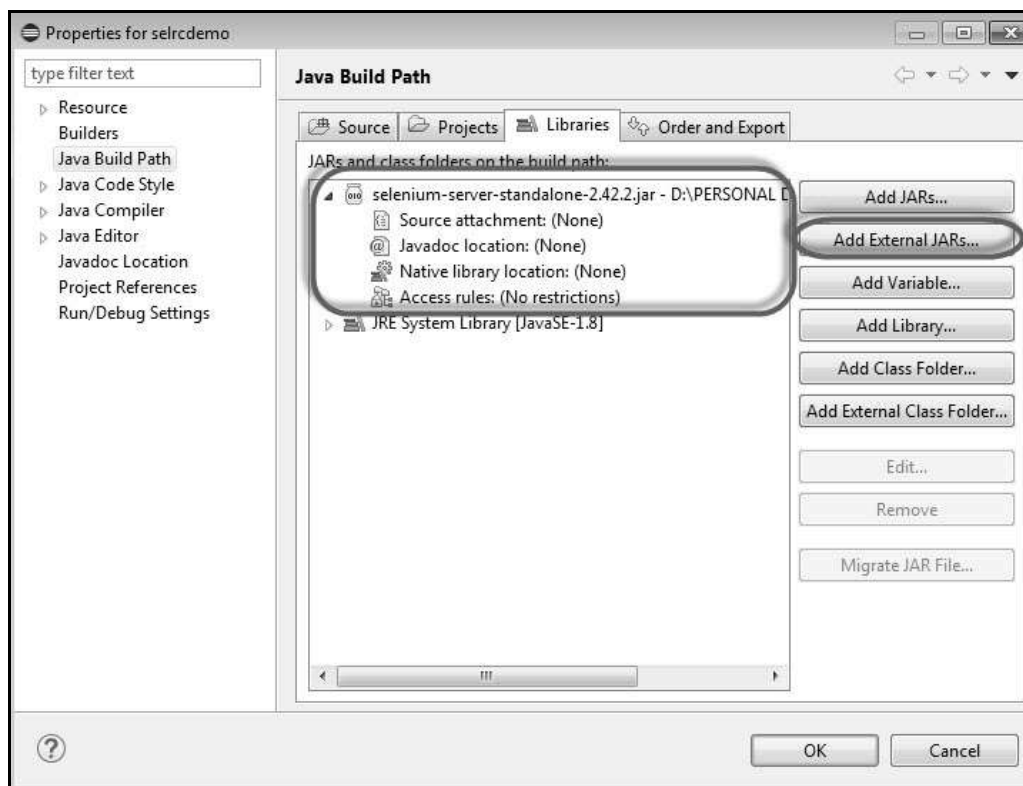 Properties for selrcdemo
type filter text
Resource
Builders
Java Build Path
Java Code Style
Java Compiler
Java Editor
Javadoc Location
Project References
Run/Debug Settings
Java Build Path
Source
Projects
Libraries
Order and Export
JARs and class folders on the build path:
selenium-server-standalone-2.42.2.jar - D:\PERSONAL D
Source attachment: (None)
Javadoc location: (None)
Native library location: (None)
Access rules: (No restrictions)
JRE System Library [JavaSE-1.8]
Add JARs...
Add External JARs...
Add Variable...
Add Library...
Add Class Folder...
Add External Class Folder...
Edit...
Remove
Migrate JAR File...
OK
Cancel